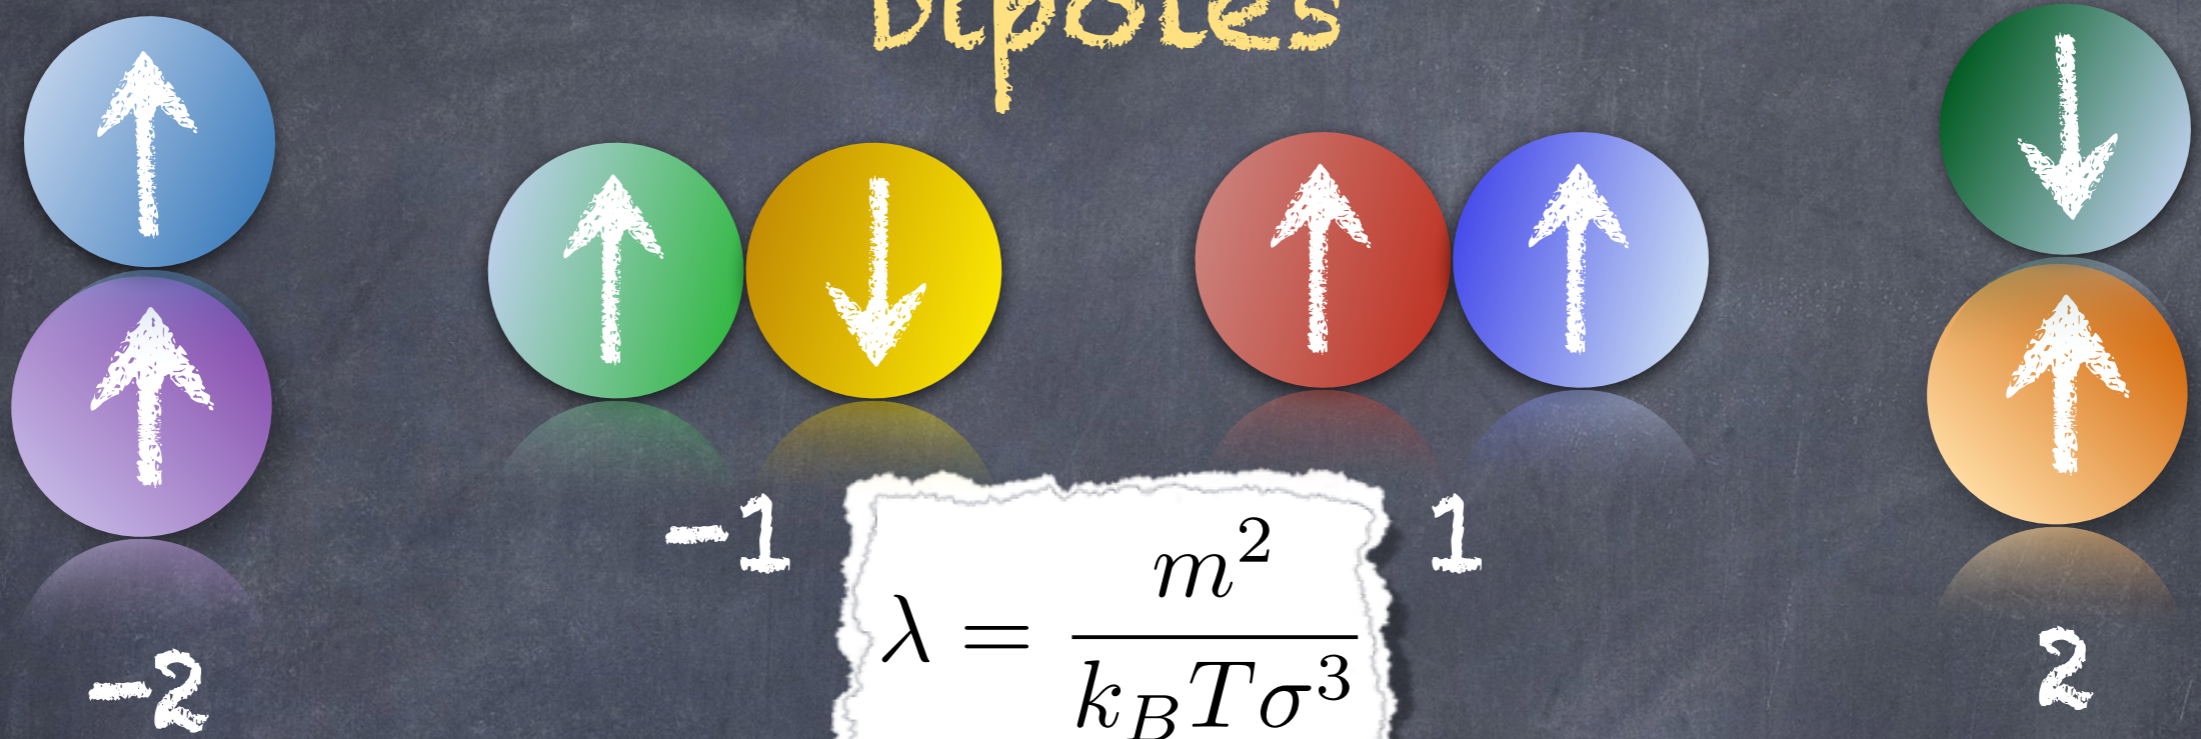 Dipoles
-1
1
λ = m² / k_B T σ³
-2
2